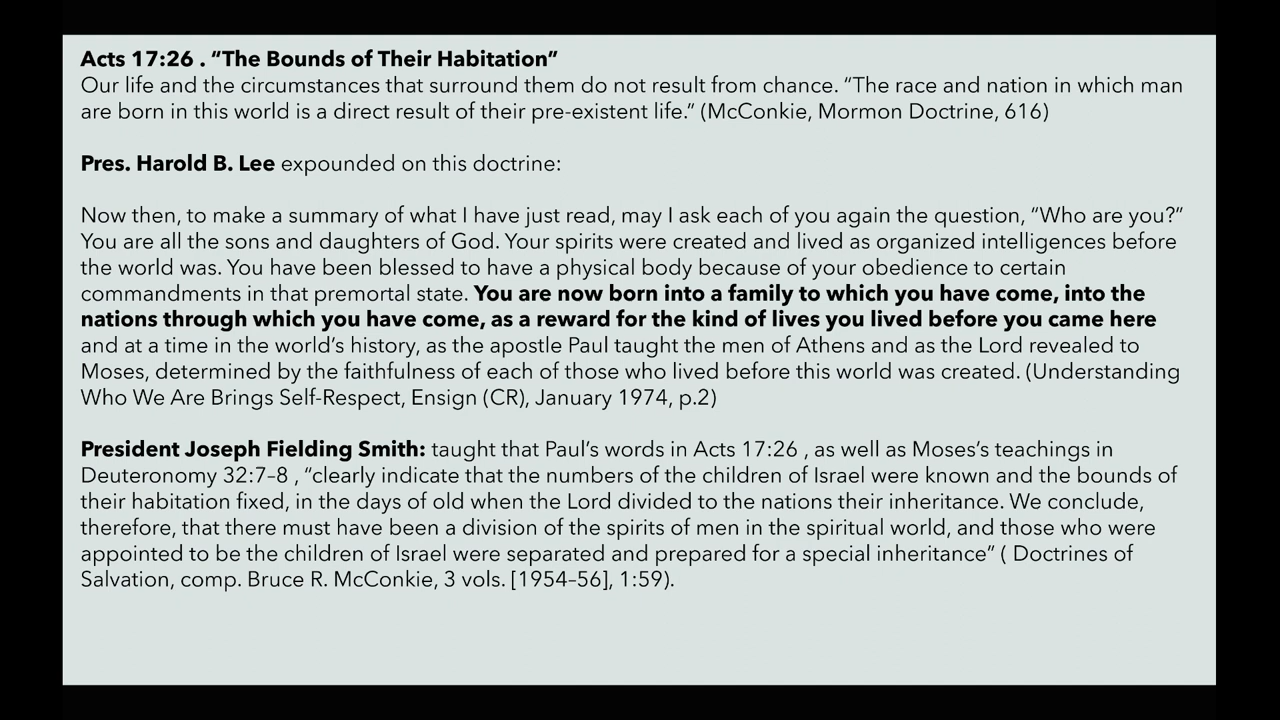 Acts 17:26 . “The Bounds of Their Habitation”
Our life and the circumstances that surround them do not result from chance. “The race and nation in which man
are born in this world is a direct result of their pre-existent life.“ (McConkie, Mormon Doctrine, 616)
Pres. Harold B. Lee expounded on this doctrine:
Now then, to make a summary of what I have just read, may I ask each of you again the question, “Who are you?”
You are all the sons and daughters of God. Your spirits were created and lived as organized intelligences before
the world was. You have been blessed to have a physical body because of your obedience to certain
commandments in that premortal state. You are now born into a family to which you have come, into the
nations through which you have come, as a reward for the kind of lives you lived before you came here
and at a time in the world’s history, as the apostle Paul taught the men of Athens and as the Lord revealed to
Moses, determined by the faithfulness of each of those who lived before this world was created. (Understanding
Who We Are Brings Self-Respect, Ensign (CR), January 1974, p.2)
President Joseph Fielding Smith: taught that Paul’s words in Acts 17:26 , as well as Moses’s teachings in
Deuteronomy 32:7–8 , “clearly indicate that the numbers of the children of Israel were known and the bounds of
their habitation fixed, in the days of old when the Lord divided to the nations their inheritance. We conclude,
therefore, that there must have been a division of the spirits of men in the spiritual world, and those who were
appointed to be the children of Israel were separated and prepared for a special inheritance” ( Doctrines of
Salvation, comp. Bruce R. McConkie, 3 vols. [1954–56], 1:59).